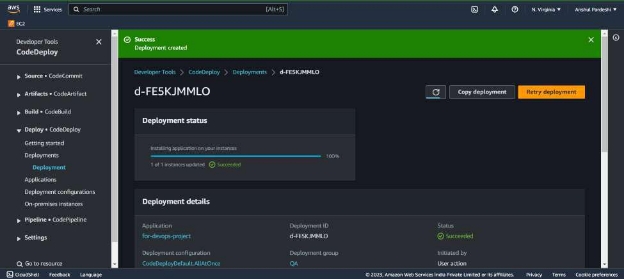 aws
Services
Search
[Alt+S]
N. Virginia
Anshut Pardeshi
EC2
Developer Tools
CodeDeploy
Source • CodeCommit
Artifacts • CodeArtifact
Build • CodeBuild
Deploy • CodeDeploy
Getting started
Deployments
Deployment
Applications
Deployment configurations
On-premises instances
Pipeline • CodePipeline
Settings
Go to resource
Success
Deployment created
Developer Tools > CodeDeploy > Deployments > d-FE5KJMMLO
d-FE5KJMMLO
Copy deployment
Retry deployment
Deployment status
Installing application on your instances
100%
1 of 1 instances updated Succeeded
Deployment details
Application
Deployment ID
Status
for-devops-project
d-FE5KJMMLO
Succeeded
Deployment configuration
Deployment group
Initiated by
CodeDeployDefault.AllAtOnce
QA
User action
CloudShell Feedback Language
© 2023, Amazon Web Services India Private Limited or its affiliates. Privacy Terms Cookie preferences